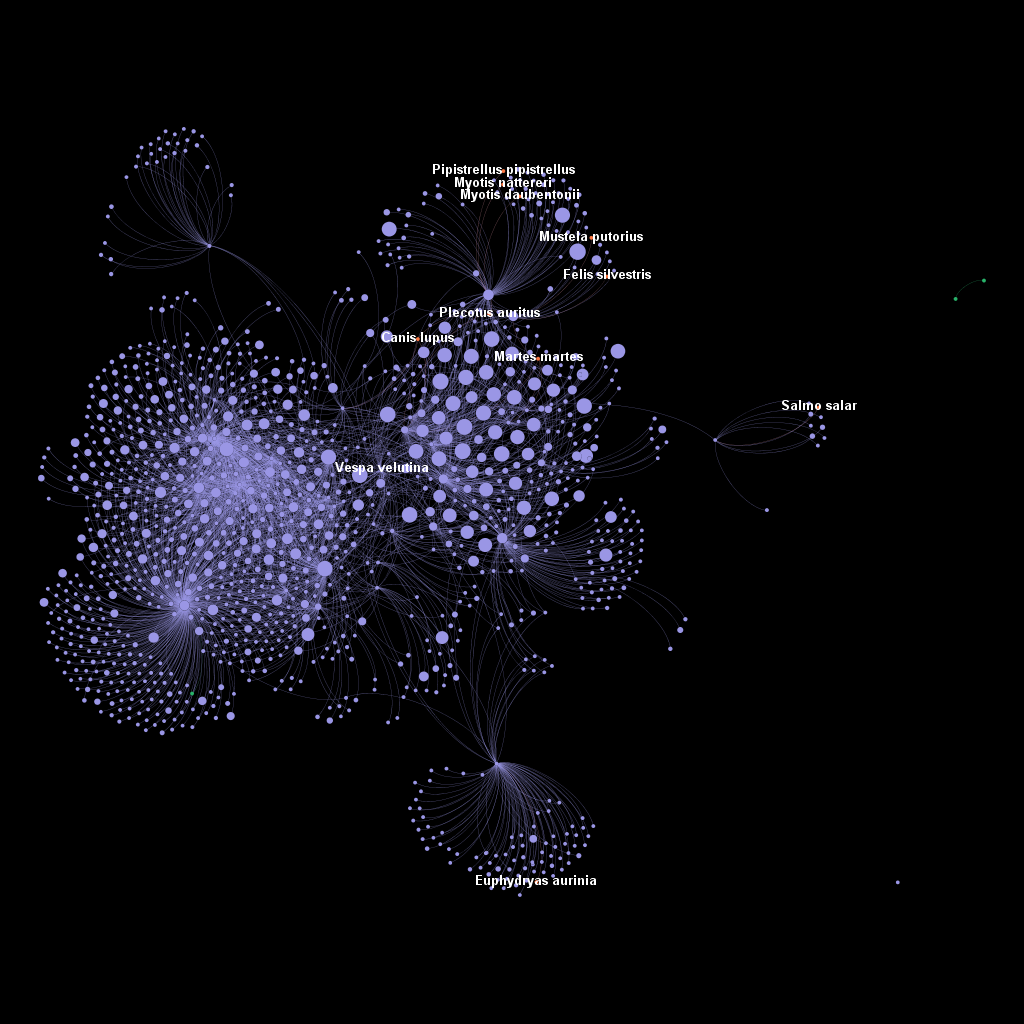 Pipistrellus pipistrellus
Myotis nattereri
Myotis daubentonii
Mustela putorius
Felis silvestris
Plecotus auritus
Canis lupus
Martes martes
Salmo salar
Vespa velutina
Euphydryas aurinia